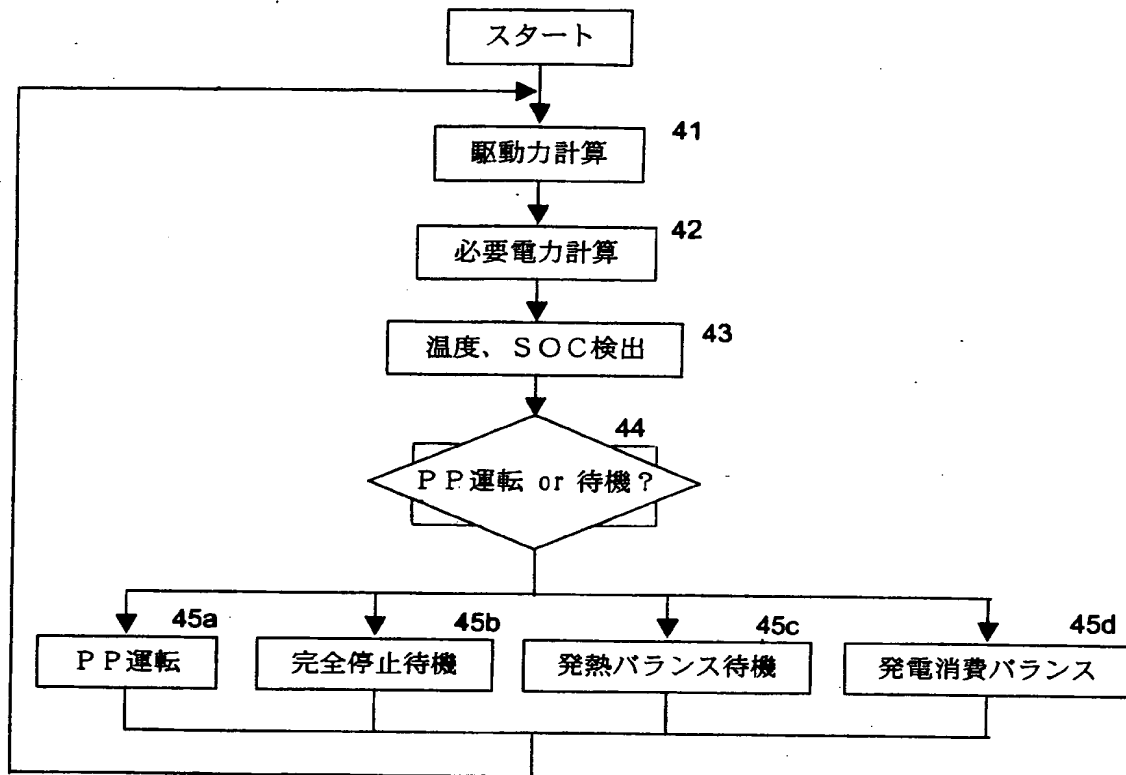 スタート
41
駆動力計算
42
必要電力計算
43
温度、SOC検出
44
PP運転 or 待機?
45a
PP運転
45b
完全停止待機
45c
発熱バランス待機
45d
発電消費バランス